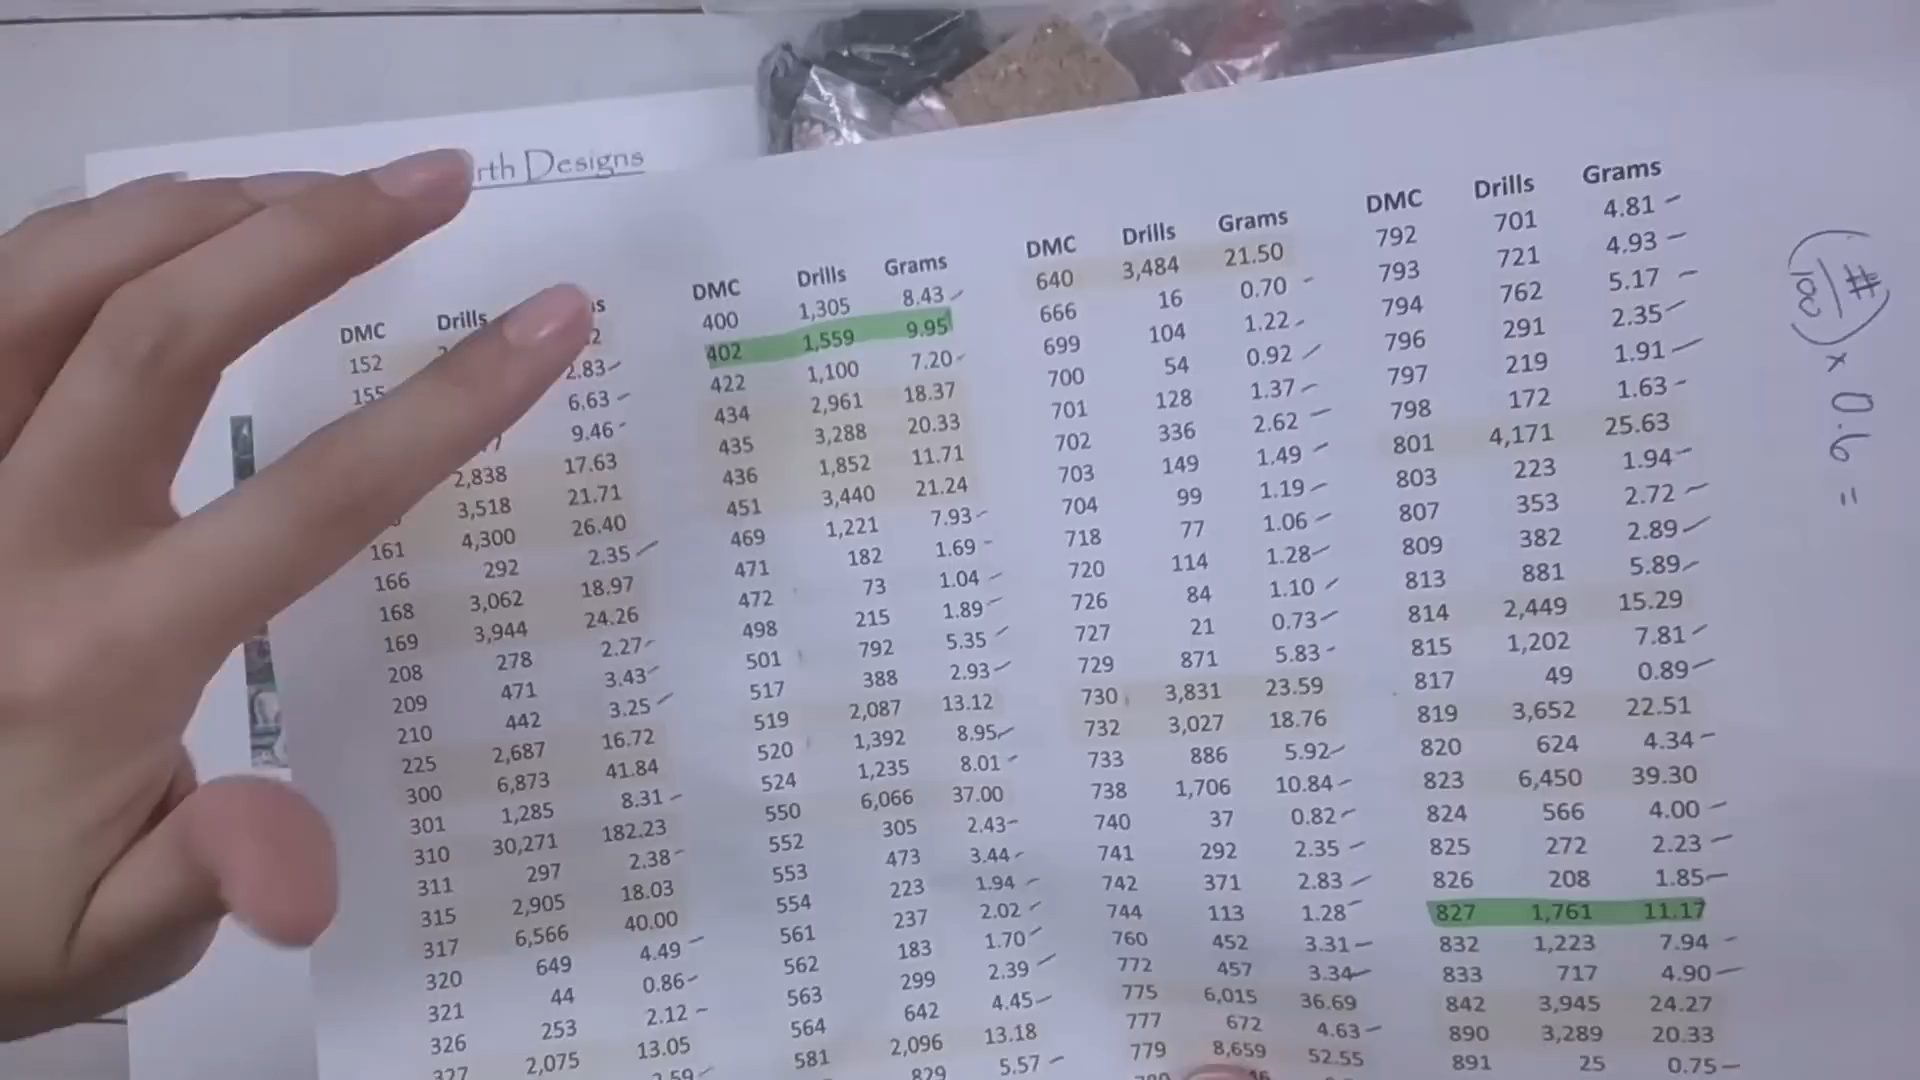 rth Designs
DMC Drills
152
155 2.83
6.63
9.46
2,838 17.63
3,518 21.71
161 4,300 26.40
166 292 2.35
168 3,062 18.97
169 3,944 24.26
208 278 2.27
209 471 3.43
210 442 3.25
225 2,687 16.72
300 6,873 41.84
301 1,285 8.31
310 30,271 182.23
311 297 2.38
315 2,905 18.03
317 6,566 40.00
320 649 4.49
321 44 0.86
326 253 2.12
327 2,075 13.05
DMC Drills Grams
400 1,305 8.43
402 1,559 9.95
422 1,100 7.20
434 2,961 18.37
435 3,288 20.33
436 1,852 11.71
451 3,440 21.24
469 1,221 7.93
471 182 1.69
472 73 1.04
498 215 1.89
501 792 5.35
517 388 2.93
519 2,087 13.12
520 1,392 8.95
524 1,235 8.01
550 6,066 37.00
552 305 2.43
553 473 3.44
554 223 1.94
561 237 2.02
562 183 1.70
563 299 2.39
564 642 4.45
581 2,096 13.18
829 5.57
DMC Drills Grams
640 3,484 21.50
666 16 0.70
699 104 1.22
700 54 0.92
701 128 1.37
702 336 2.62
703 149 1.49
704 99 1.19
718 77 1.06
720 114 1.28
726 84 1.10
727 21 0.73
729 871 5.83
730 3,831 23.59
732 3,027 18.76
733 886 5.92
738 1,706 10.84
740 37 0.82
741 292 2.35
742 371 2.83
744 113 1.28
760 452 3.31
772 457 3.34
775 6,015 36.69
777 672 4.63
779 8,659 52.55
DMC Drills Grams
792 701 4.81
793 721 4.93
794 762 5.17
796 291 2.35
797 219 1.91
798 172 1.63
801 4,171 25.63
803 223 1.94
807 353 2.72
809 382 2.89
813 881 5.89
814 2,449 15.29
815 1,202 7.81
817 49 0.89
819 3,652 22.51
820 624 4.34
823 6,450 39.30
824 566 4.00
825 272 2.23
826 208 1.85
827 1,761 11.17
832 1,223 7.94
833 717 4.90
842 3,945 24.27
890 3,289 20.33
891 25 0.75
(#/100) x 0.6 =